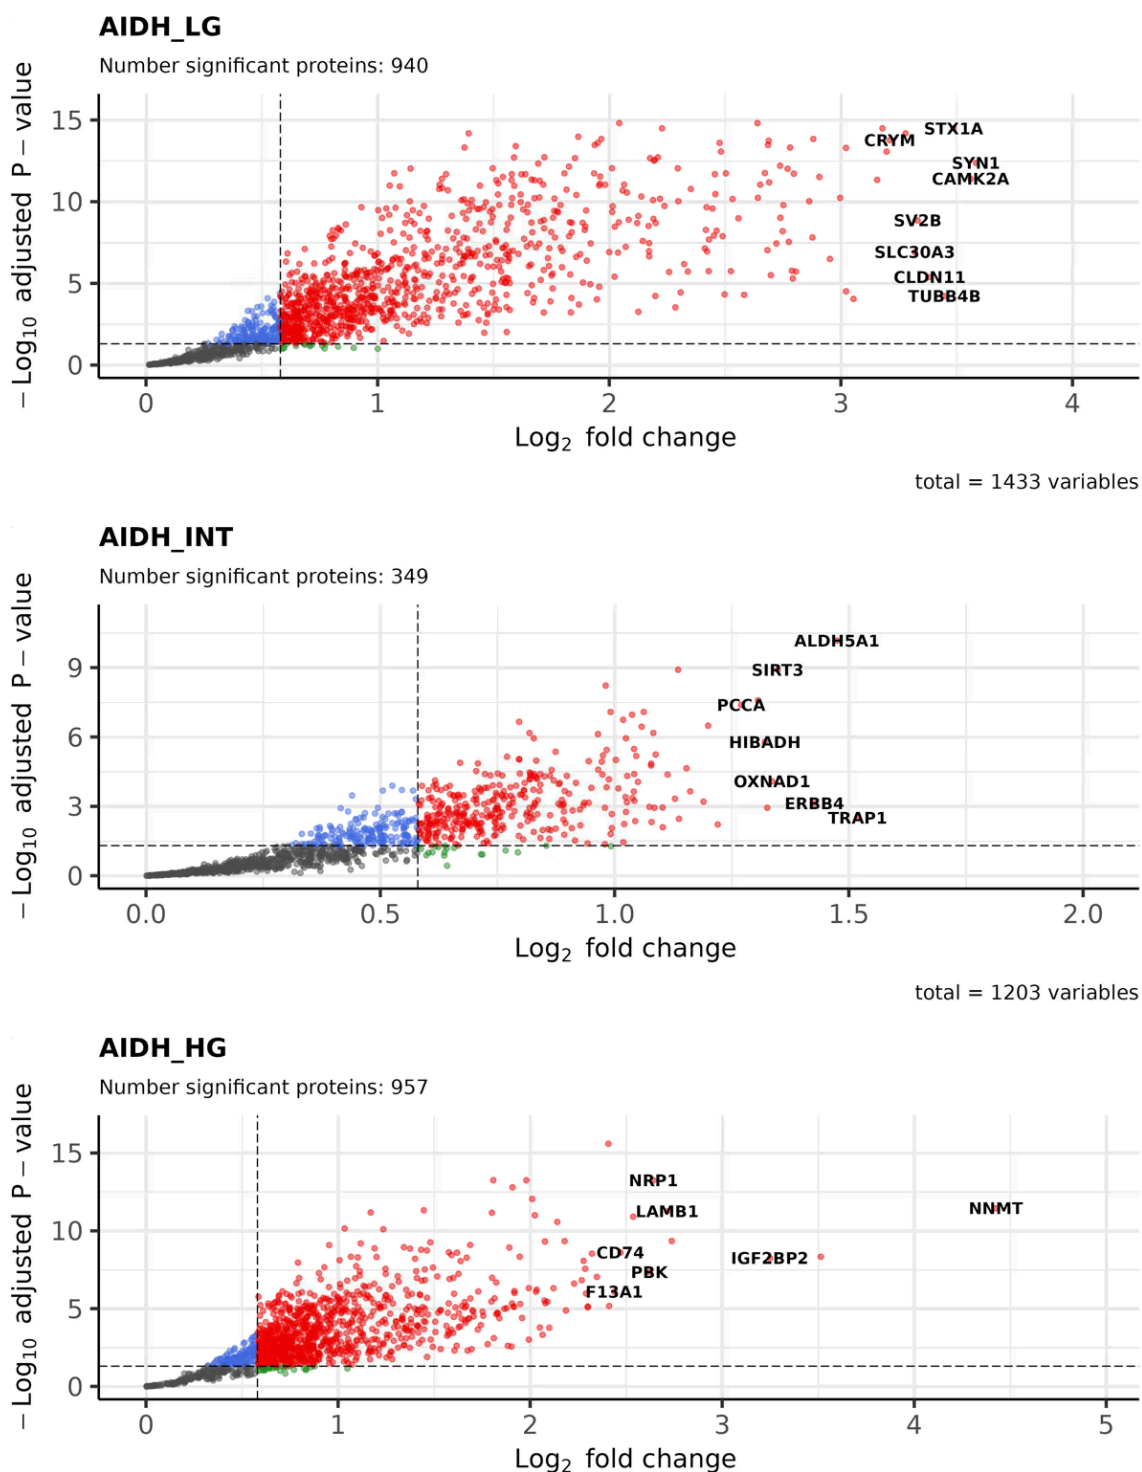 AIDH_LG
Number significant proteins: 940
− Log10 adjusted P − value
15
10
5
0
STX1A
CRYM
SYN1
CAMK2A
SV2B
SLC30A3
CLDN11
TUBB4B
0 1 2 3 4
Log2 fold change
total = 1433 variables
AIDH_INT
Number significant proteins: 349
− Log10 adjusted P − value
9
6
3
0
ALDH5A1
SIRT3
PCCA
HIBADH
OXNAD1
ERBB4
TRAP1
0.0 0.5 1.0 1.5 2.0
Log2 fold change
total = 1203 variables
AIDH_HG
Number significant proteins: 957
− Log10 adjusted P − value
15
10
5
0
NRP1
LAMB1
NNMT
CD74
IGF2BP2
PBK
F13A1
0 1 2 3 4 5
Log2 fold change